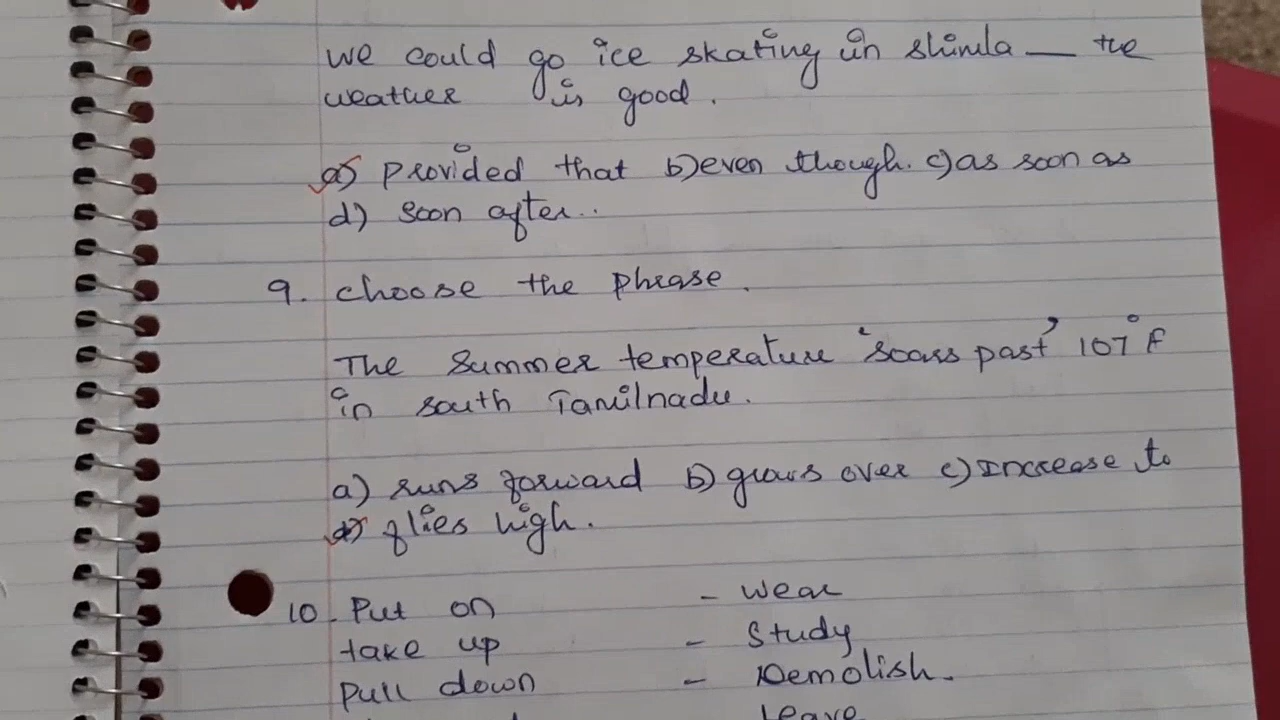 we could go ice skating in shimla — the
weather is good.
a) provided that b) even though. c) as soon as
d) soon after..
9. choose the phrase.
The summer temperature 'soars past' 107°F
in south Tamilnadu.
a) runs forward b) grows over c) Increase to
d) flies high.
10. Put on - wear
take up - Study
pull down - Demolish.
Leave